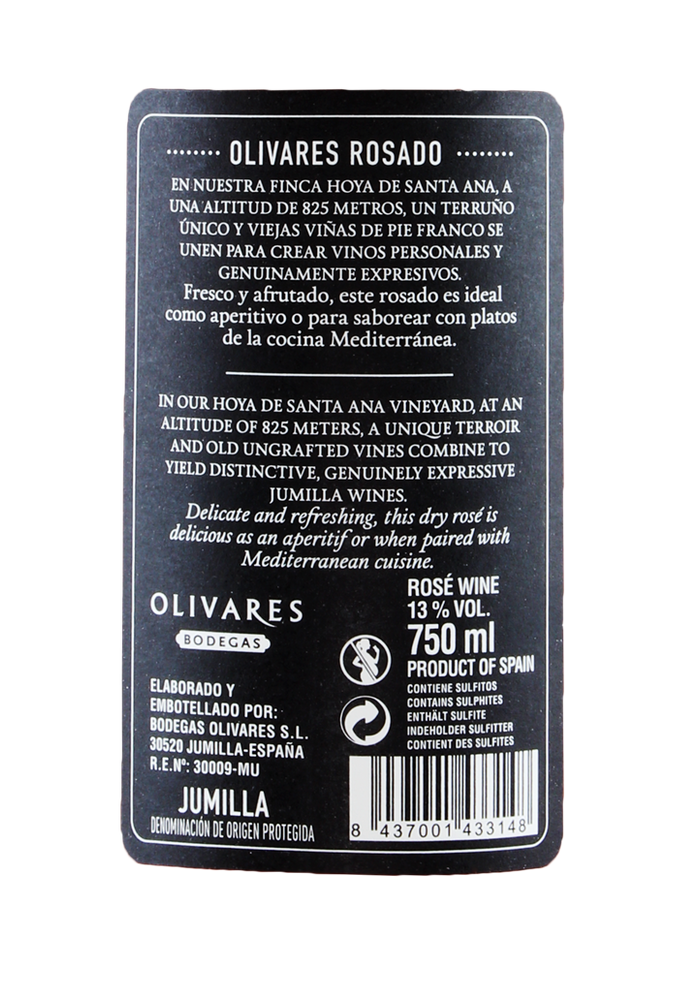 OLIVARES ROSADO
EN NUESTRA FINCA HOYA DE SANTA ANA, A
UNA ALTITUD DE 825 METROS, UN TERRUÑO
ÚNICO Y VIEJAS VIÑAS DE PIE FRANCO SE
UNEN PARA CREAR VINOS PERSONALES Y
GENUINAMENTE EXPRESIVOS.
Fresco y afrutado, este rosado es ideal
como aperitivo o para saborear con platos
de la cocina Mediterránea.
IN OUR HOYA DE SANTA ANA VINEYARD, AT AN
ALTITUDE OF 825 METERS, A UNIQUE TERROIR
AND OLD UNGRAFTED VINES COMBINE TO
YIELD DISTINCTIVE, GENUINELY EXPRESSIVE
JUMILLA WINES.
Delicate and refreshing, this dry rosé is
delicious as an aperitif or when paired with
Mediterranean cuisine.
OLIVARES
BODEGAS
ELABORADO Y
EMBOTELLADO POR:
BODEGAS OLIVARES S.L.
30520 JUMILLA-ESPAÑA
R.E.Nº: 30009-MU
JUMILLA
DENOMINACIÓN DE ORIGEN PROTEGIDA
ROSÉ WINE
13 % VOL.
750 ml
PRODUCT OF SPAIN
CONTIENE SULFITOS
CONTAINS SULPHITES
ENTHÄLT SULFITE
INDEHOLDER SULFITTER
CONTIENT DES SULFITES
8 437001 433148